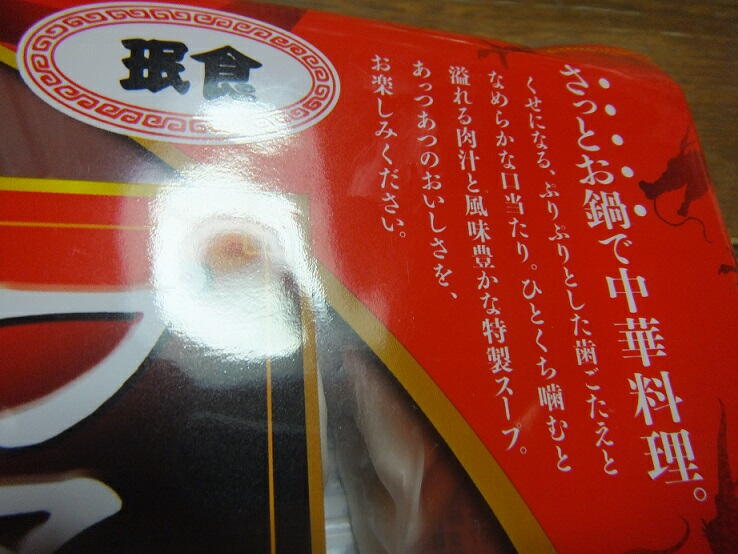 珉食
さっとお鍋で中華料理。
くせになる、ぷりぷりとした歯ごたえと
なめらかな口当たり。ひとくち噛むと
溢れる肉汁と風味豊かな特製スープ。
あっつあつのおいしさを、
お楽しみください。